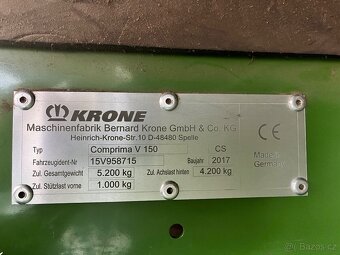 KRONE
Maschinenfabrik Bernard Krone GmbH & Co. KG
Heinrich-Krone-Str.10 D-48480 Spelle
CE
Typ Comprima V 150 CS
Fahrzeugident-Nr 15V958715 Baujahr 2017
Zul. Gesamtgewicht 5.200 kg Zul. Achslast hinten 4.200 kg
Zul. Stützlast vorne 1.000 kg
Made in
Germany
Bazos.cz